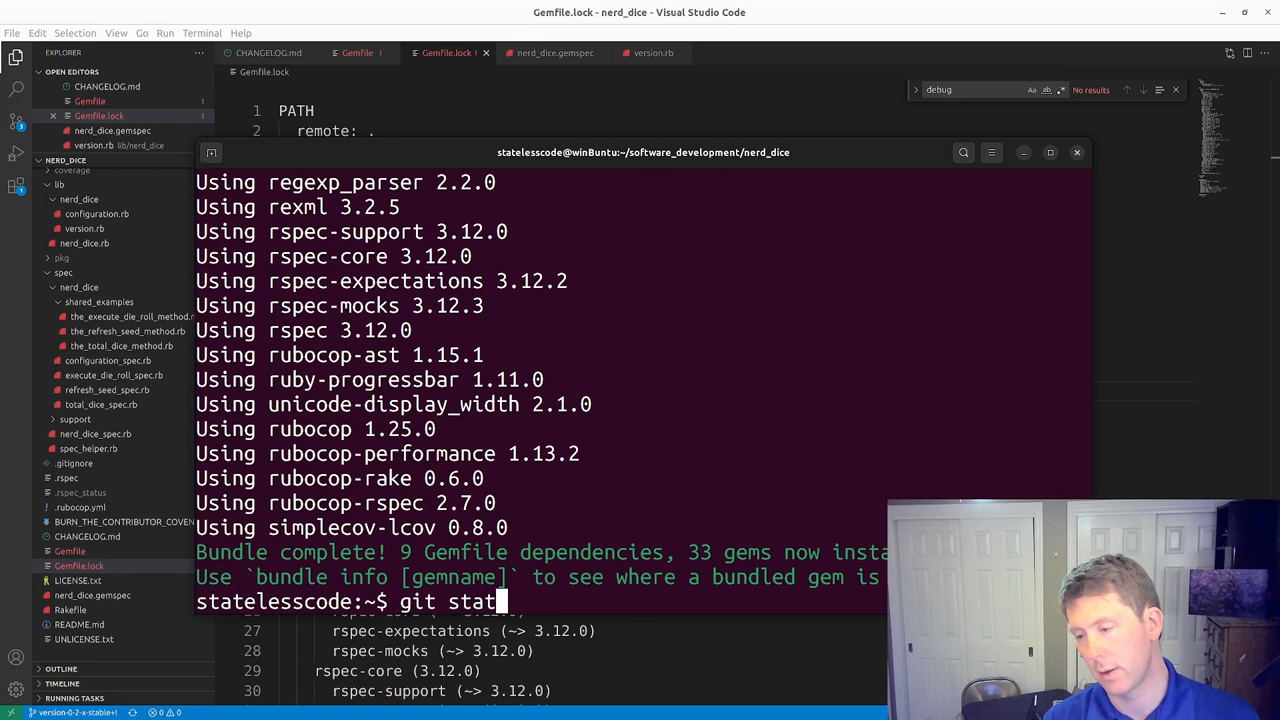 Gemfile.lock - nerd_dice - Visual Studio Code
File Edit Selection View Go Run Terminal Help
EXPLORER
CHANGELOG.md
Gemfile !
Gemfile.lock !
nerd_dice.gemspec
version.rb
OPEN EDITORS
CHANGELOG.md
Gemfile !
Gemfile.lock !
nerd_dice.gemspec
version.rb lib/nerd_dice
NERD_DICE
coverage
lib
nerd_dice
configuration.rb
version.rb
nerd_dice.rb
pkg
spec
nerd_dice
shared_examples
the_execute_die_roll_method.r
the_refresh_seed_method.rb
the_total_dice_method.rb
configuration_spec.rb
execute_die_roll_spec.rb
refresh_seed_spec.rb
total_dice_spec.rb
support
nerd_dice_spec.rb
spec_helper.rb
.gitignore
.rspec
.rspec_status
.rubocop.yml
BURN_THE_CONTRIBUTOR_COVEN
CHANGELOG.md
Gemfile !
Gemfile.lock !
LICENSE.txt
nerd_dice.gemspec
Rakefile
README.md
UNLICENSE.txt
OUTLINE
TIMELINE
RUNNING TASKS
version-0-2-x-stable+! 0 0
3
1
Gemfile.lock
debug
Aa
ab
No results
1 PATH
2 remote: .
statelesscode@winBuntu:~/software_development/nerd_dice
Using regexp_parser 2.2.0
Using rexml 3.2.5
Using rspec-support 3.12.0
Using rspec-core 3.12.0
Using rspec-expectations 3.12.2
Using rspec-mocks 3.12.3
Using rspec 3.12.0
Using rubocop-ast 1.15.1
Using ruby-progressbar 1.11.0
Using unicode-display_width 2.1.0
Using rubocop 1.25.0
Using rubocop-performance 1.13.2
Using rubocop-rake 0.6.0
Using rubocop-rspec 2.7.0
Using simplecov-lcov 0.8.0
Bundle complete! 9 Gemfile dependencies, 33 gems now insta
Use `bundle info [gemname]` to see where a bundled gem is
statelesscode:~$ git stat
27 rspec-expectations (~> 3.12.0)
28 rspec-mocks (~> 3.12.0)
29 rspec-core (3.12.0)
30 rspec-support (~> 3.12.0)